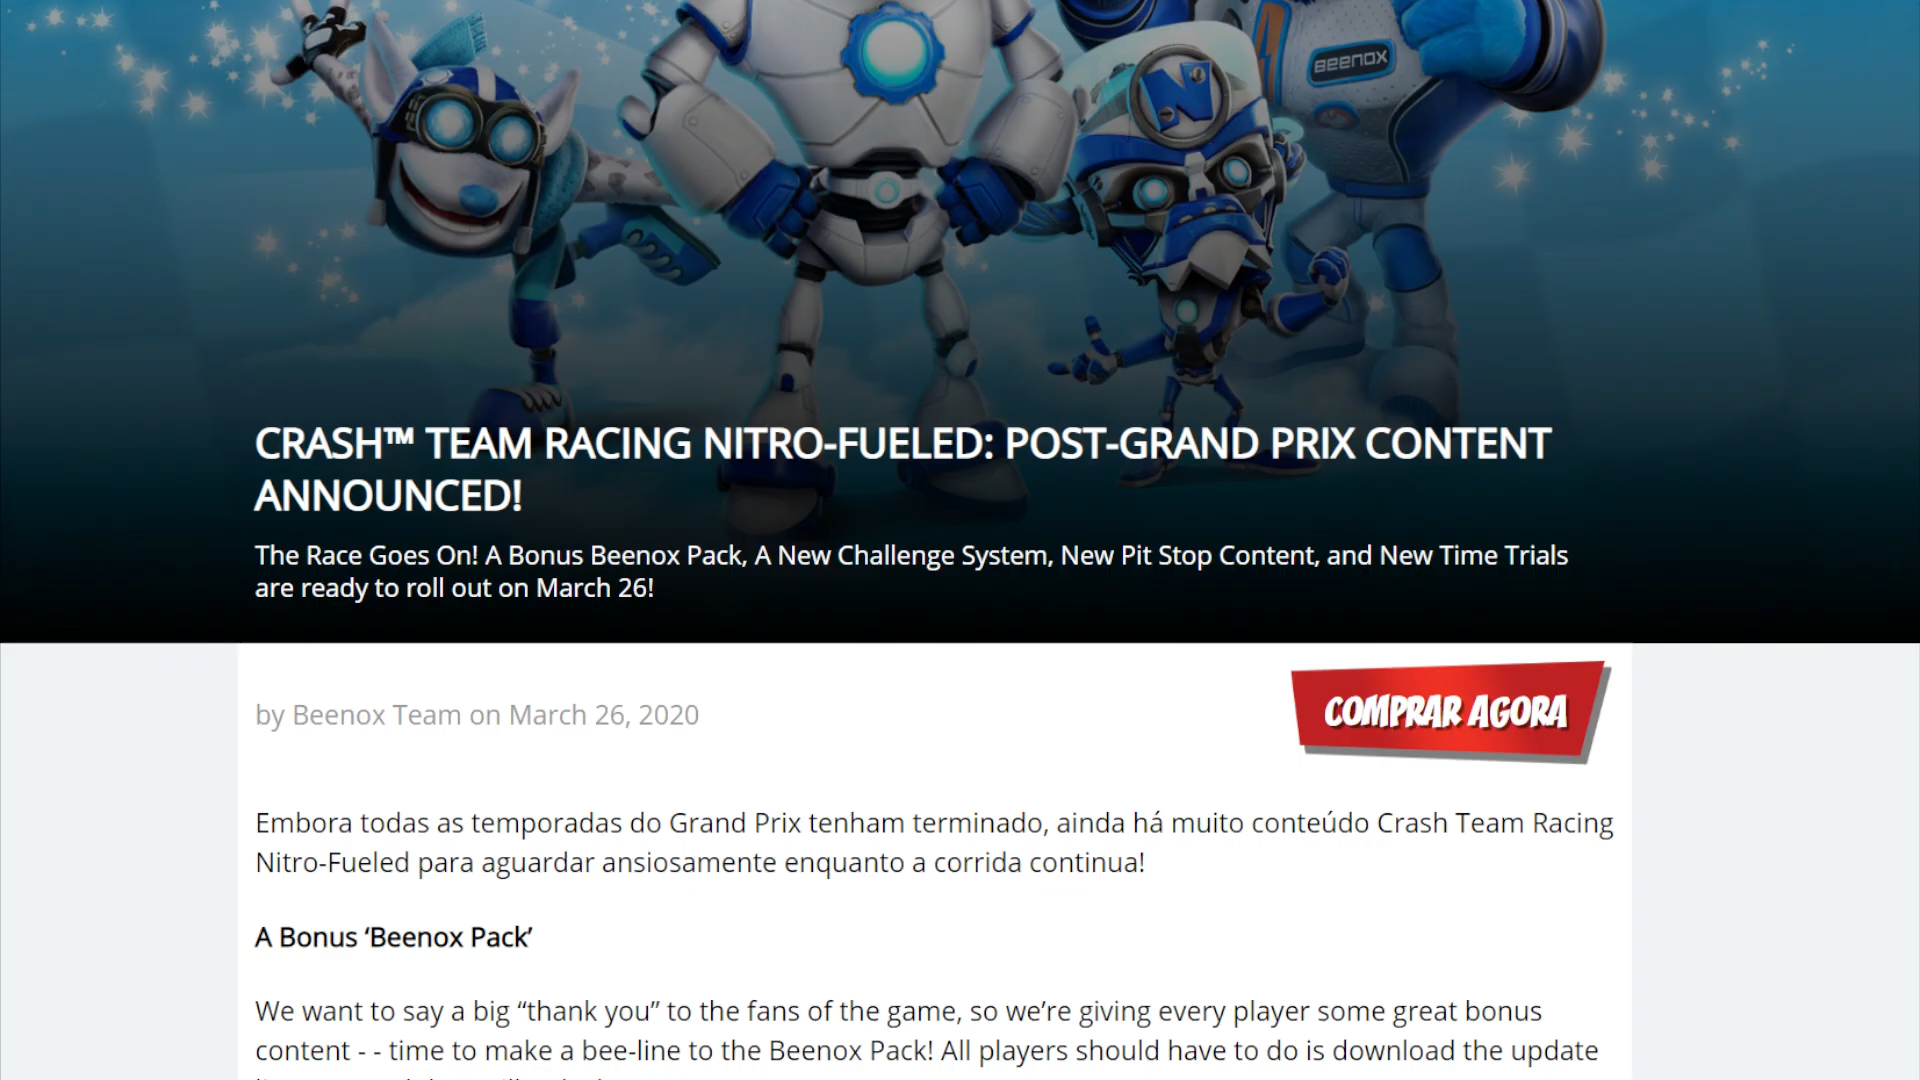 BEENOX
N
CRASH™ TEAM RACING NITRO-FUELED: POST-GRAND PRIX CONTENT
ANNOUNCED!
The Race Goes On! A Bonus Beenox Pack, A New Challenge System, New Pit Stop Content, and New Time Trials
are ready to roll out on March 26!
by Beenox Team on March 26, 2020
COMPRAR AGORA
Embora todas as temporadas do Grand Prix tenham terminado, ainda há muito conteúdo Crash Team Racing
Nitro-Fueled para aguardar ansiosamente enquanto a corrida continua!
A Bonus ‘Beenox Pack’
We want to say a big “thank you” to the fans of the game, so we’re giving every player some great bonus
content - - time to make a bee-line to the Beenox Pack! All players should have to do is download the update